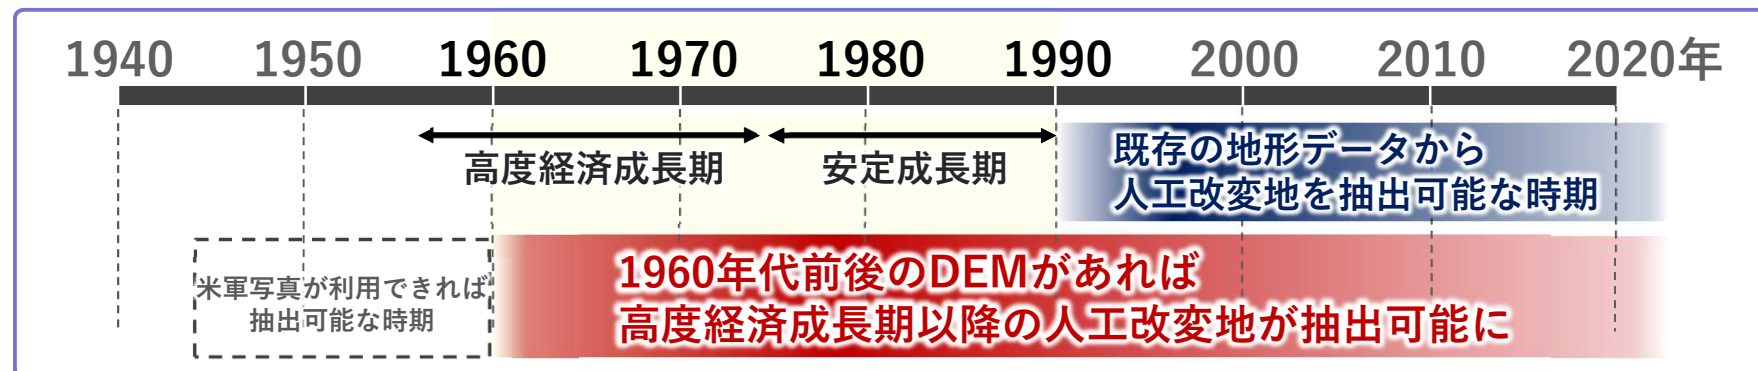 1940 1950 1960 1970 1980 1990 2000 2010 2020年
高度経済成長期 安定成長期
既存の地形データから
人工改変地を抽出可能な時期
米軍写真が利用できれば
抽出可能な時期
1960年代前後のDEMがあれば
高度経済成長期以降の人工改変地が抽出可能に